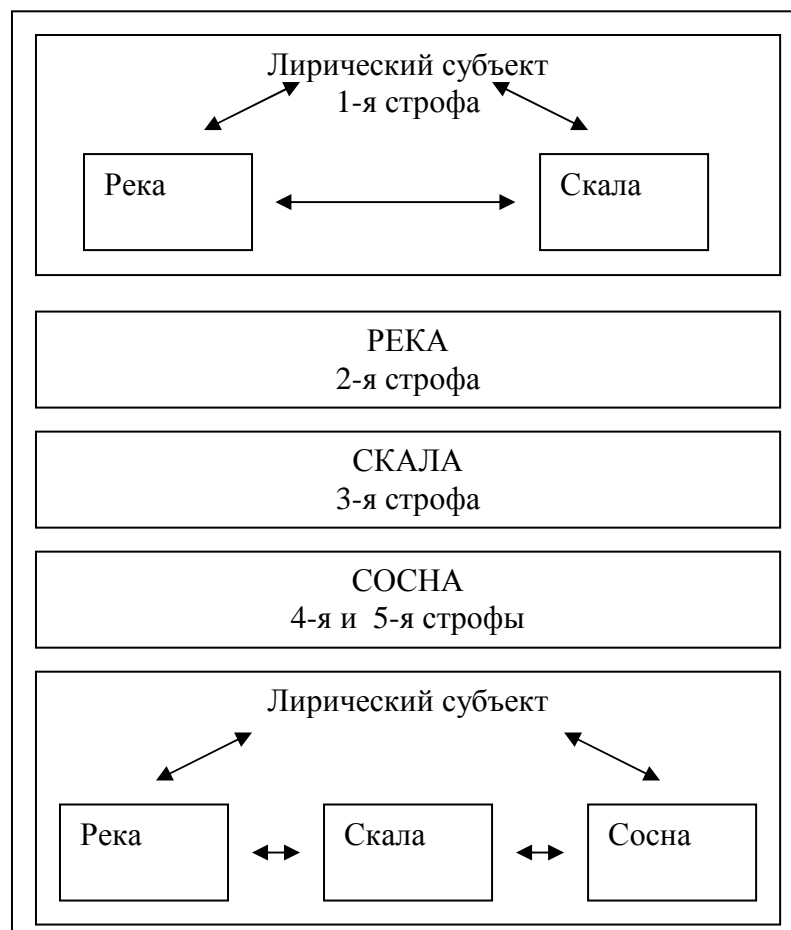 Лирический субъект
1-я строфа
Река
Скала
РЕКА
2-я строфа
СКАЛА
3-я строфа
СОСНА
4-я и 5-я строфы
Лирический субъект
Река
Скала
Сосна